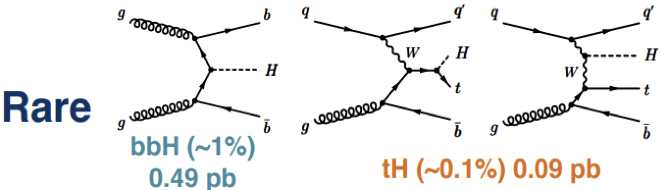 g
b
H
g
b̄
q
q'
W
H
t
g
b̄
q
q'
H
W
t
g
b̄
Rare
bbH (~1%)
0.49 pb
tH (~0.1%) 0.09 pb